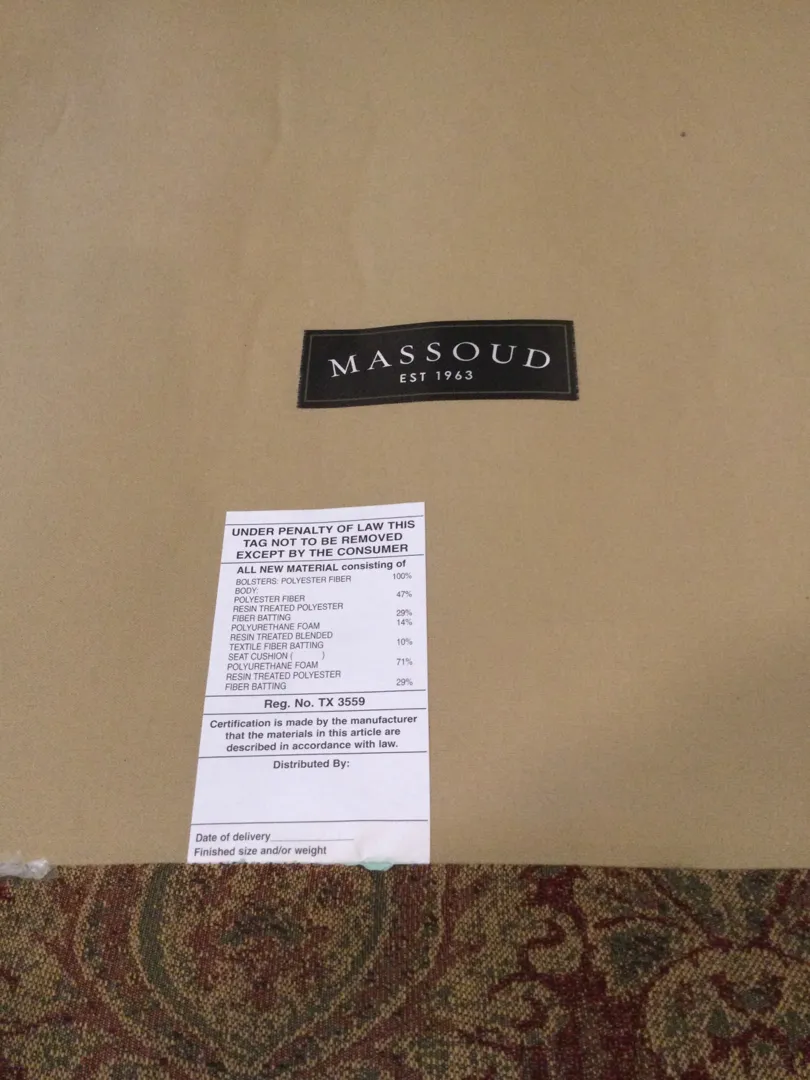 MASSOUD
EST 1963
UNDER PENALTY OF LAW THIS
TAG NOT TO BE REMOVED
EXCEPT BY THE CONSUMER
ALL NEW MATERIAL consisting of
BOLSTERS: POLYESTER FIBER 100%
BODY:
POLYESTER FIBER 47%
RESIN TREATED POLYESTER
FIBER BATTING 29%
POLYURETHANE FOAM 14%
RESIN TREATED BLENDED
TEXTILE FIBER BATTING 10%
SEAT CUSHION ( )
POLYURETHANE FOAM 71%
RESIN TREATED POLYESTER
FIBER BATTING 29%
Reg. No. TX 3559
Certification is made by the manufacturer
that the materials in this article are
described in accordance with law.
Distributed By:
Date of delivery
Finished size and/or weight